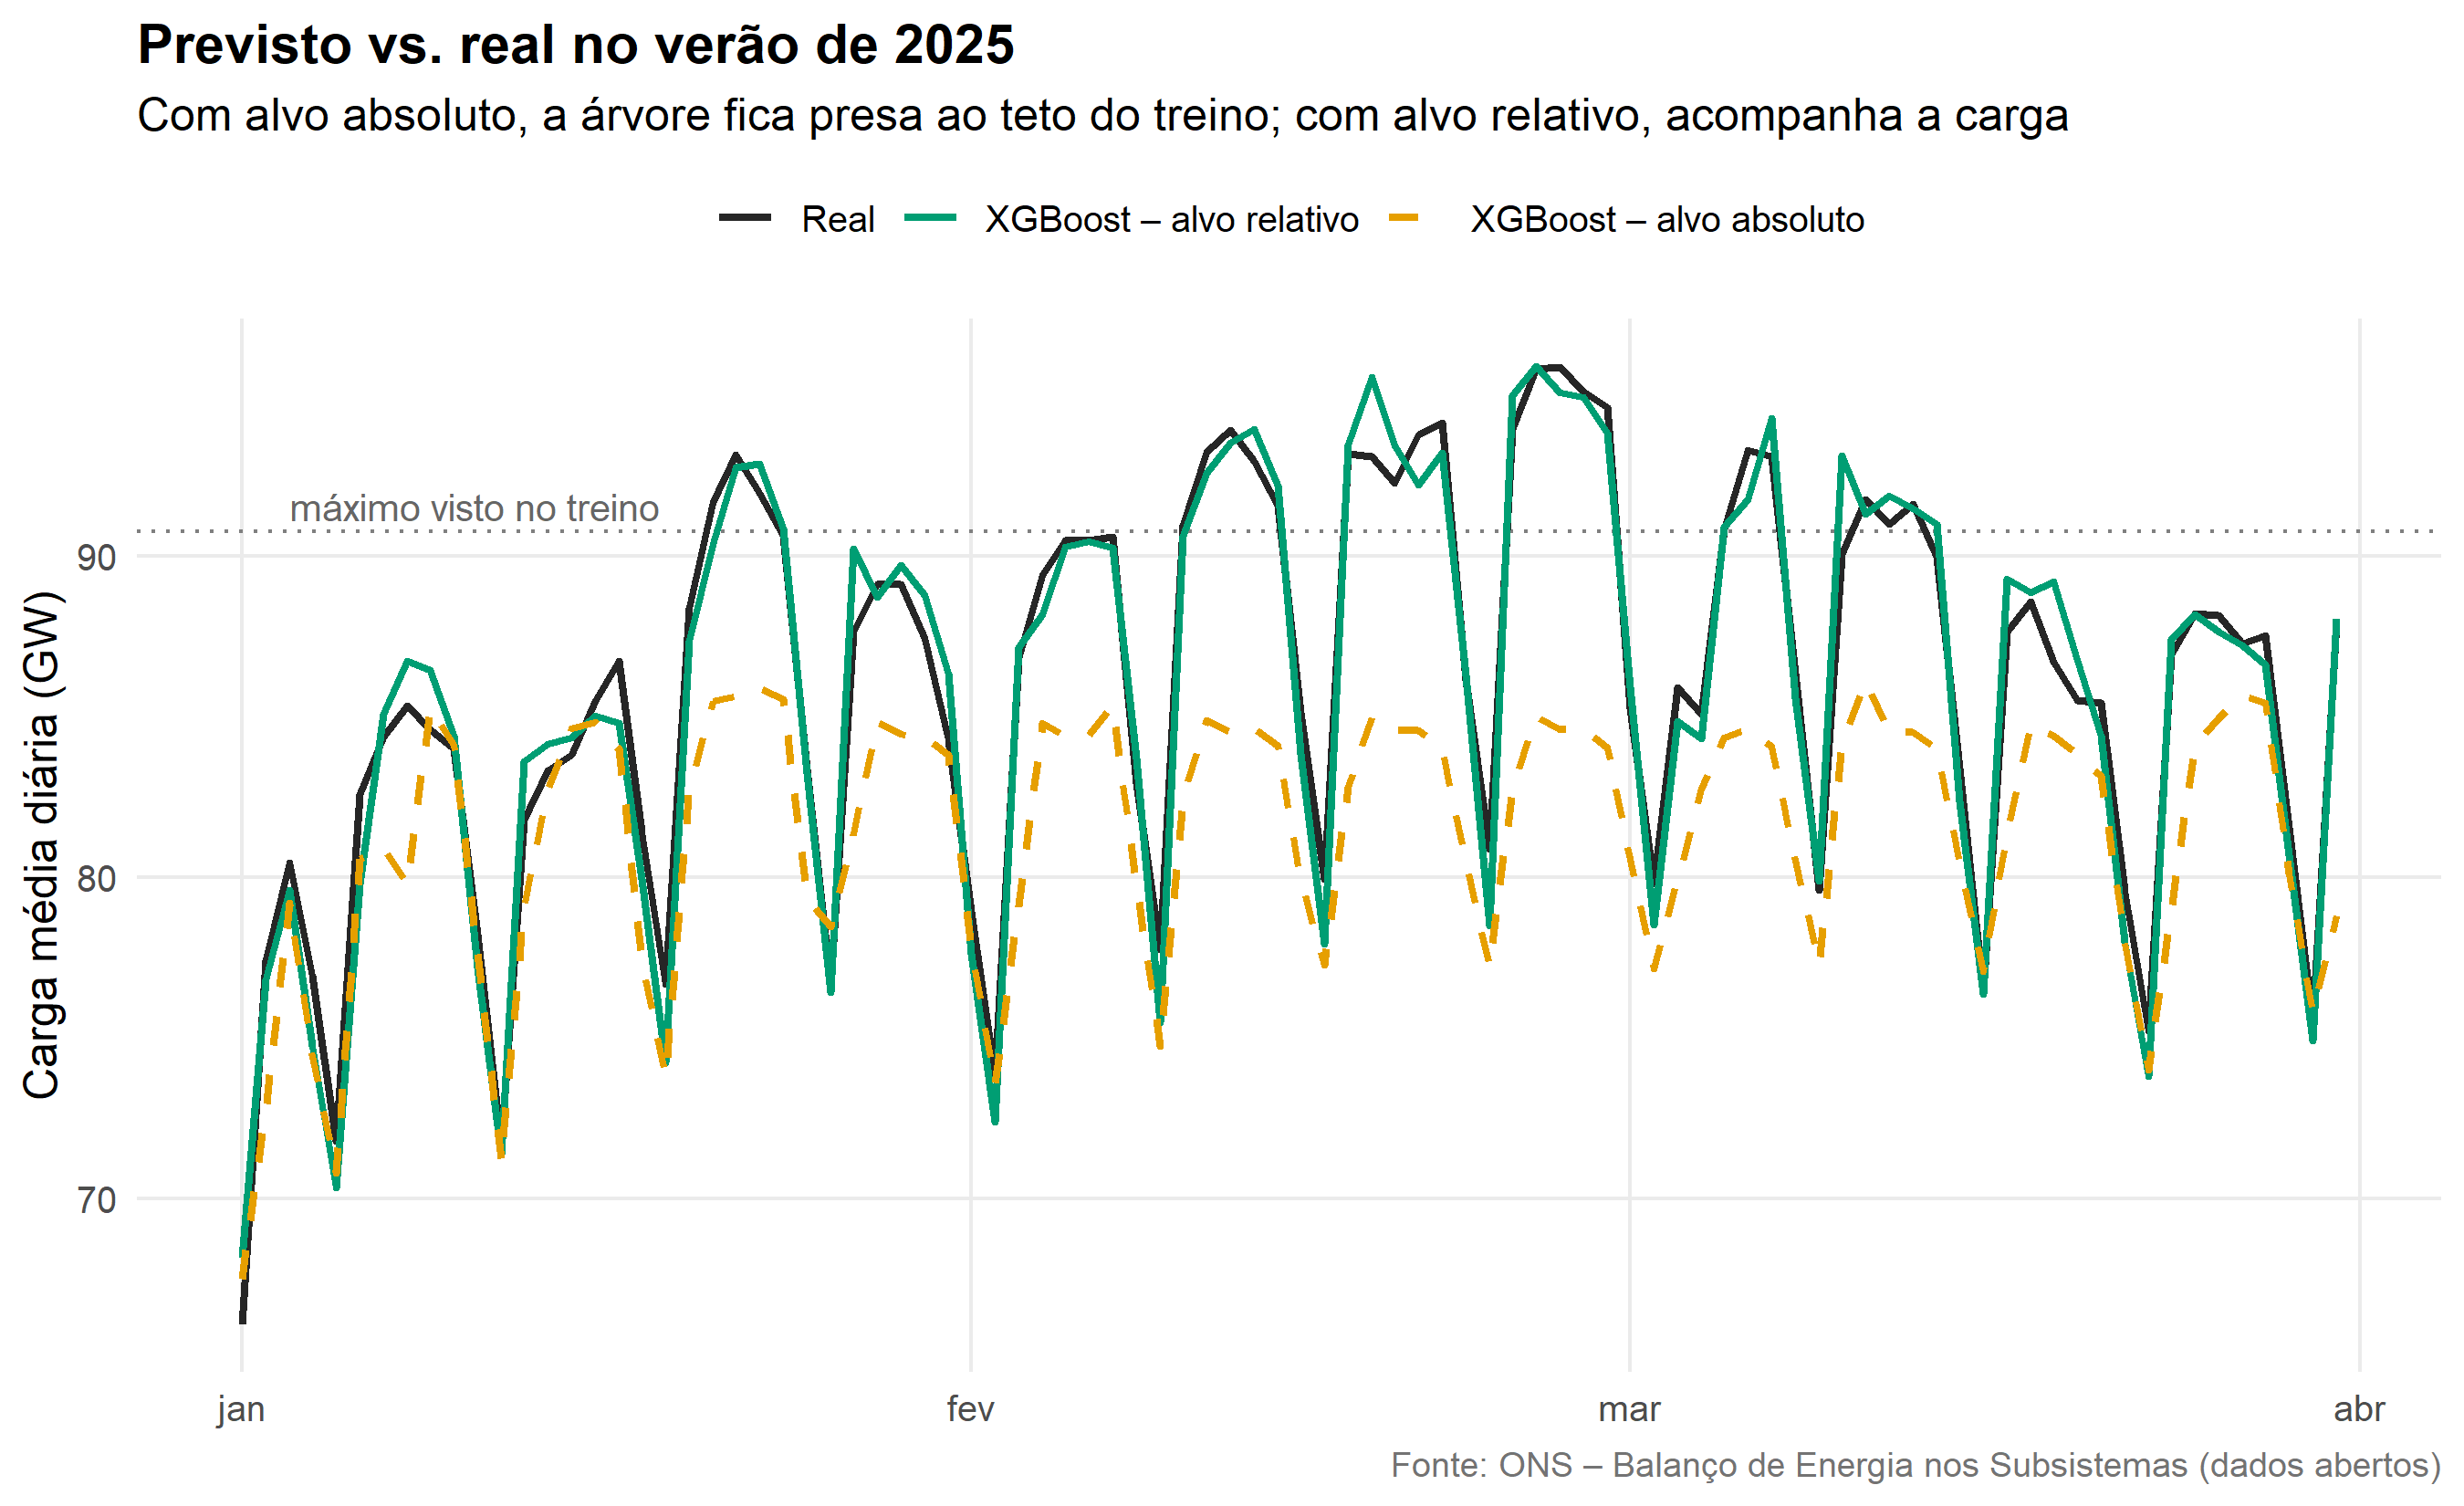 Previsto vs. real no verão de 2025
Com alvo absoluto, a árvore fica presa ao teto do treino; com alvo relativo, acompanha a carga
Real
XGBoost – alvo relativo
XGBoost – alvo absoluto
máximo visto no treino
Carga média diária (GW)
90
80
70
jan
fev
mar
abr
Fonte: ONS – Balanço de Energia nos Subsistemas (dados abertos)